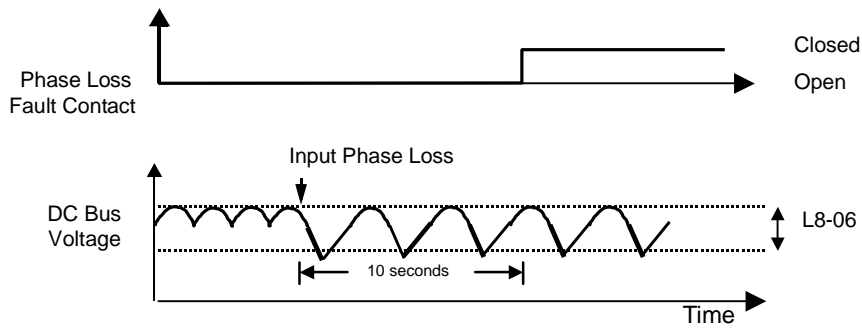 Closed
Phase Loss
Fault Contact
Open
Input Phase Loss
DC Bus
Voltage
L8-06
10 seconds
Time